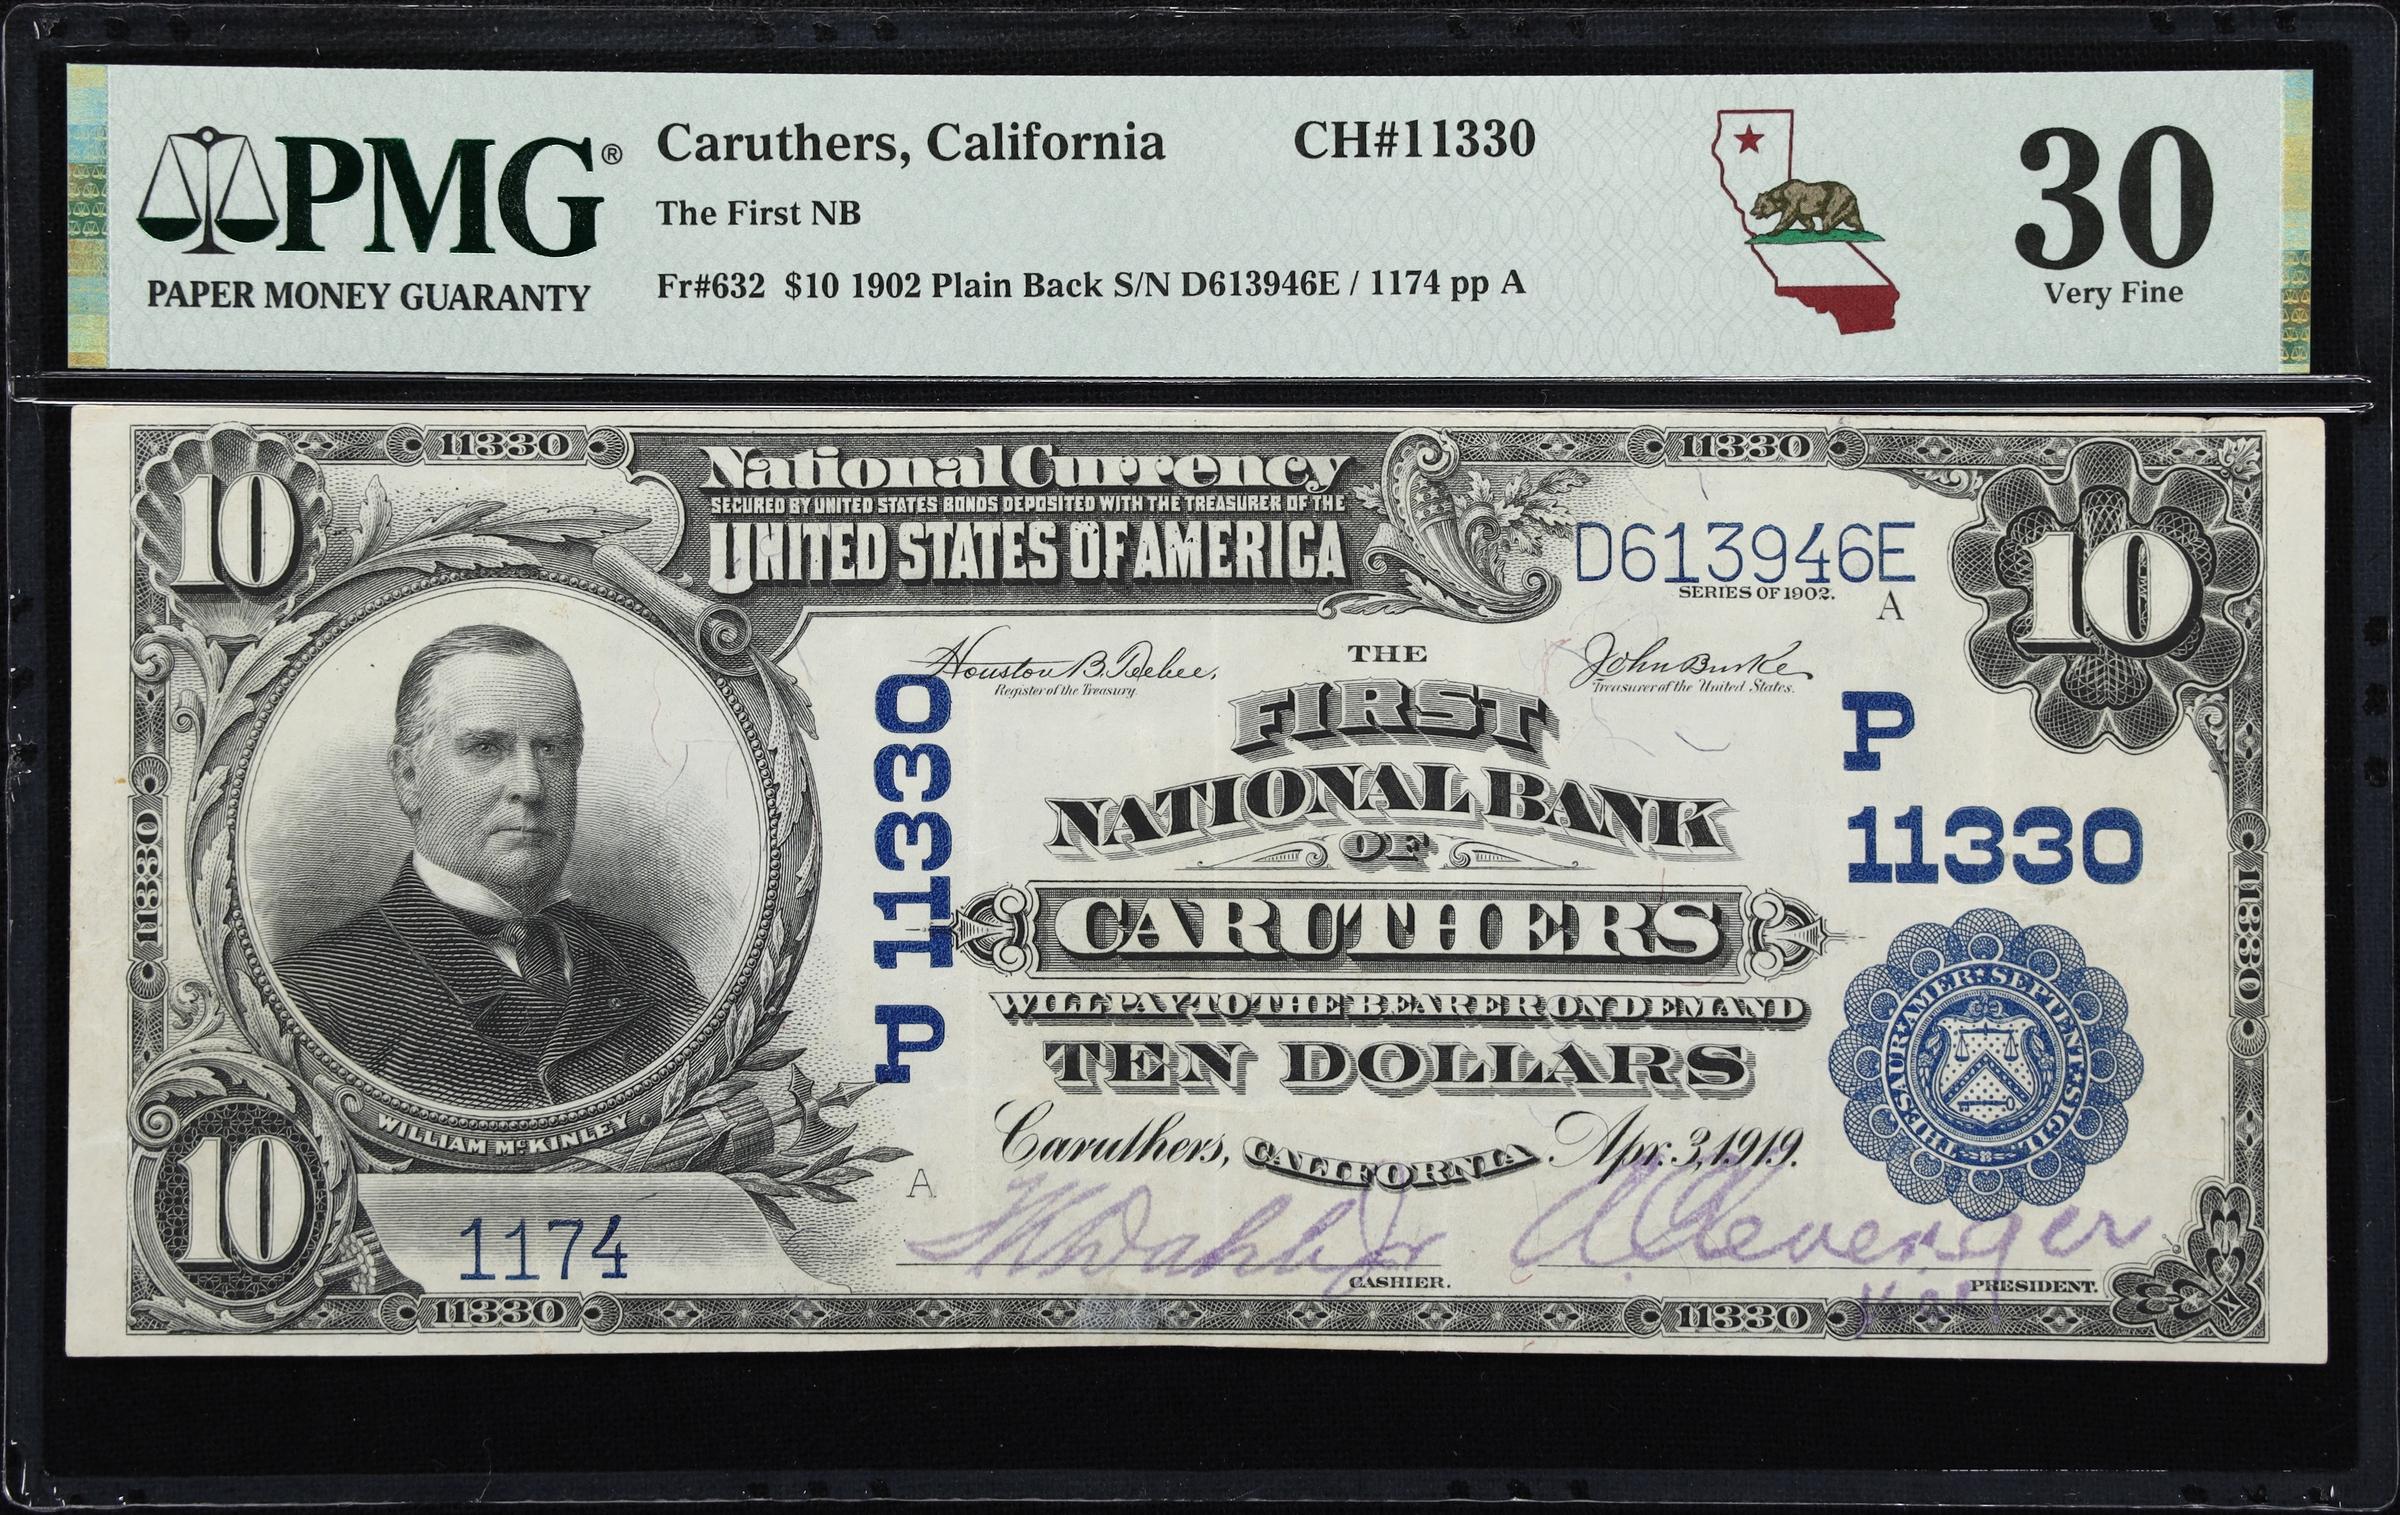 PMG®
PAPER MONEY GUARANTY
Caruthers, California CH#11330
The First NB
Fr#632 $10 1902 Plain Back S/N D613946E / 1174 pp A
30
Very Fine
11330
11330
10
National Currency
SECURED BY UNITED STATES BONDS DEPOSITED WITH THE TREASURER OF THE
UNITED STATES OF AMERICA
D613946E
SERIES OF 1902.
A
10
Houston B. Teehee,
Register of the Treasury.
THE
John Burke
Treasurer of the United States.
FIRST
NATIONAL BANK
OF
CARUTHERS
WILL PAY TO THE BEARER ON DEMAND
TEN DOLLARS
Caruthers, CALIFORNIA. Apr. 3, 1919.
P 11330
P
11330
11330
11330
THESAUR·AMER·SEPTENT·SIGIL·
WILLIAM McKINLEY
10
1174
A
CASHIER.
PRESIDENT.
11330
11330